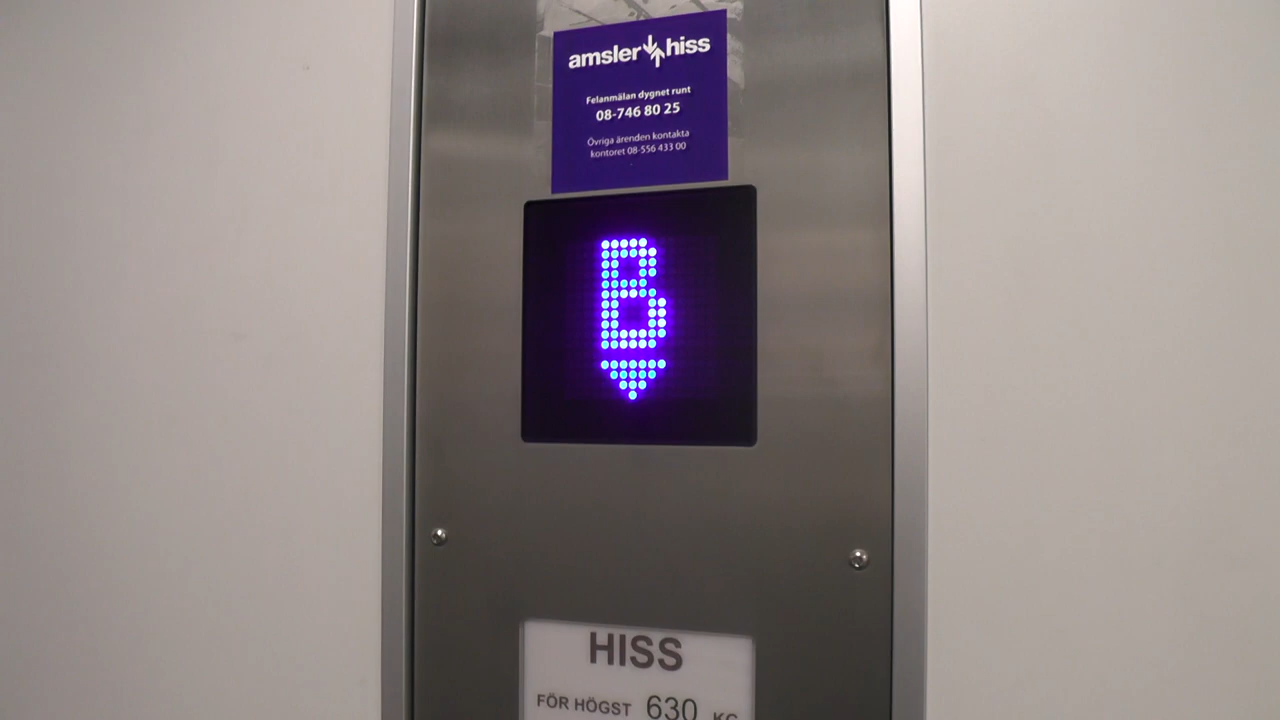 amsler hiss
Felanmälan dygnet runt
08-746 80 25
Övriga ärenden kontakta
kontoret 08-556 433 00
B
HISS
FÖR HÖGST 630 KG